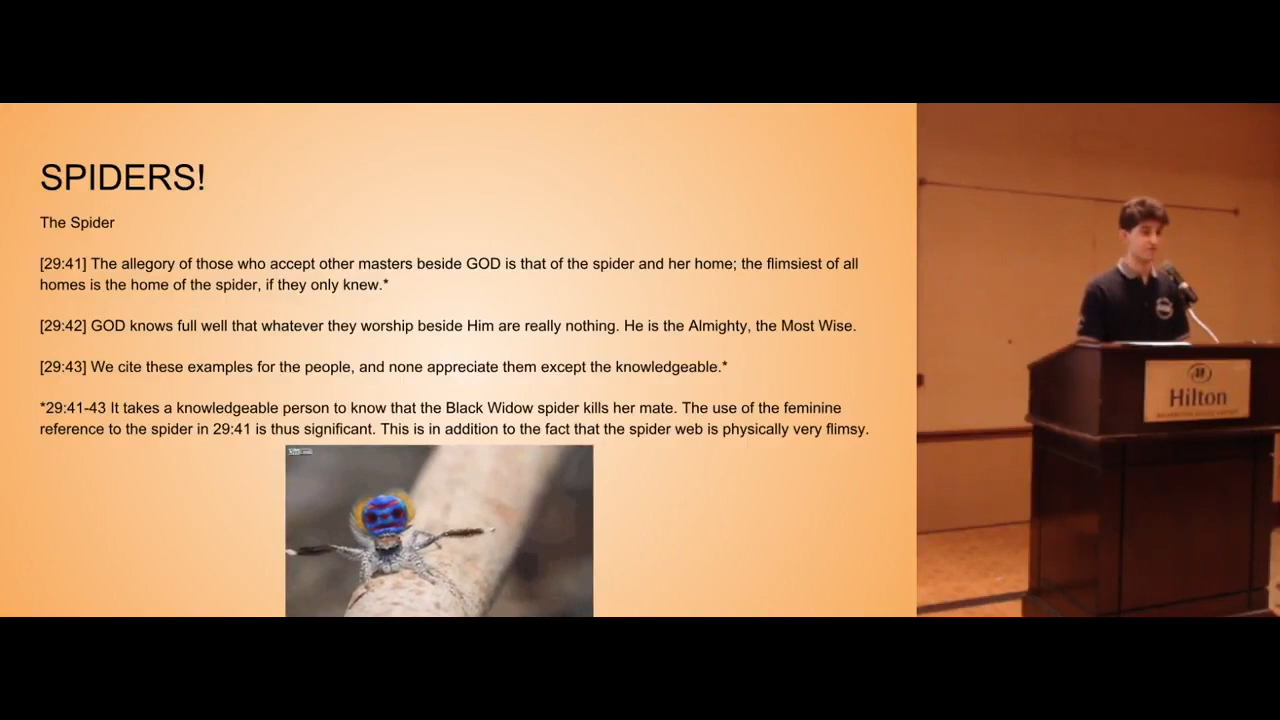 SPIDERS!
The Spider
[29:41] The allegory of those who accept other masters beside GOD is that of the spider and her home; the flimsiest of all
homes is the home of the spider, if they only knew.*
[29:42] GOD knows full well that whatever they worship beside Him are really nothing. He is the Almighty, the Most Wise.
[29:43] We cite these examples for the people, and none appreciate them except the knowledgeable.*
*29:41-43 It takes a knowledgeable person to know that the Black Widow spider kills her mate. The use of the feminine
reference to the spider in 29:41 is thus significant. This is in addition to the fact that the spider web is physically very flimsy.
Hilton